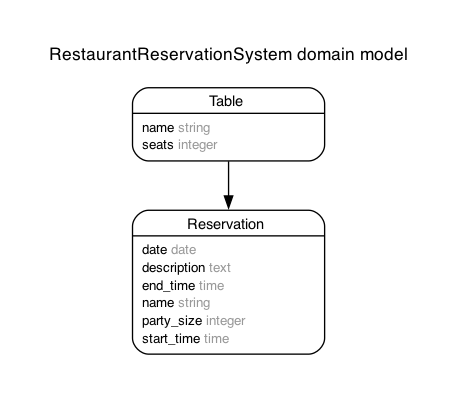 RestaurantReservationSystem domain model
Table
name string
seats integer
Reservation
date date
description text
end_time time
name string
party_size integer
start_time time